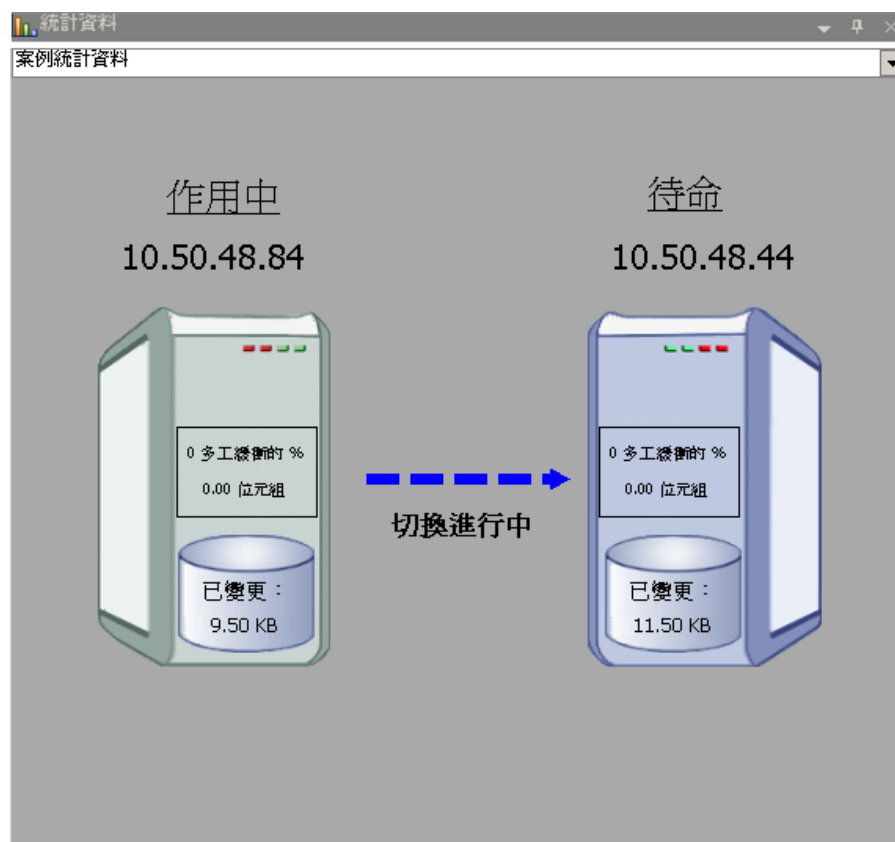 統計資料
案例統計資料
作用中
10.50.48.84
待命
10.50.48.44
0 多工緩衝的 %
0.00 位元組
已變更：
9.50 KB
切換進行中
0 多工緩衝的 %
0.00 位元組
已變更：
11.50 KB